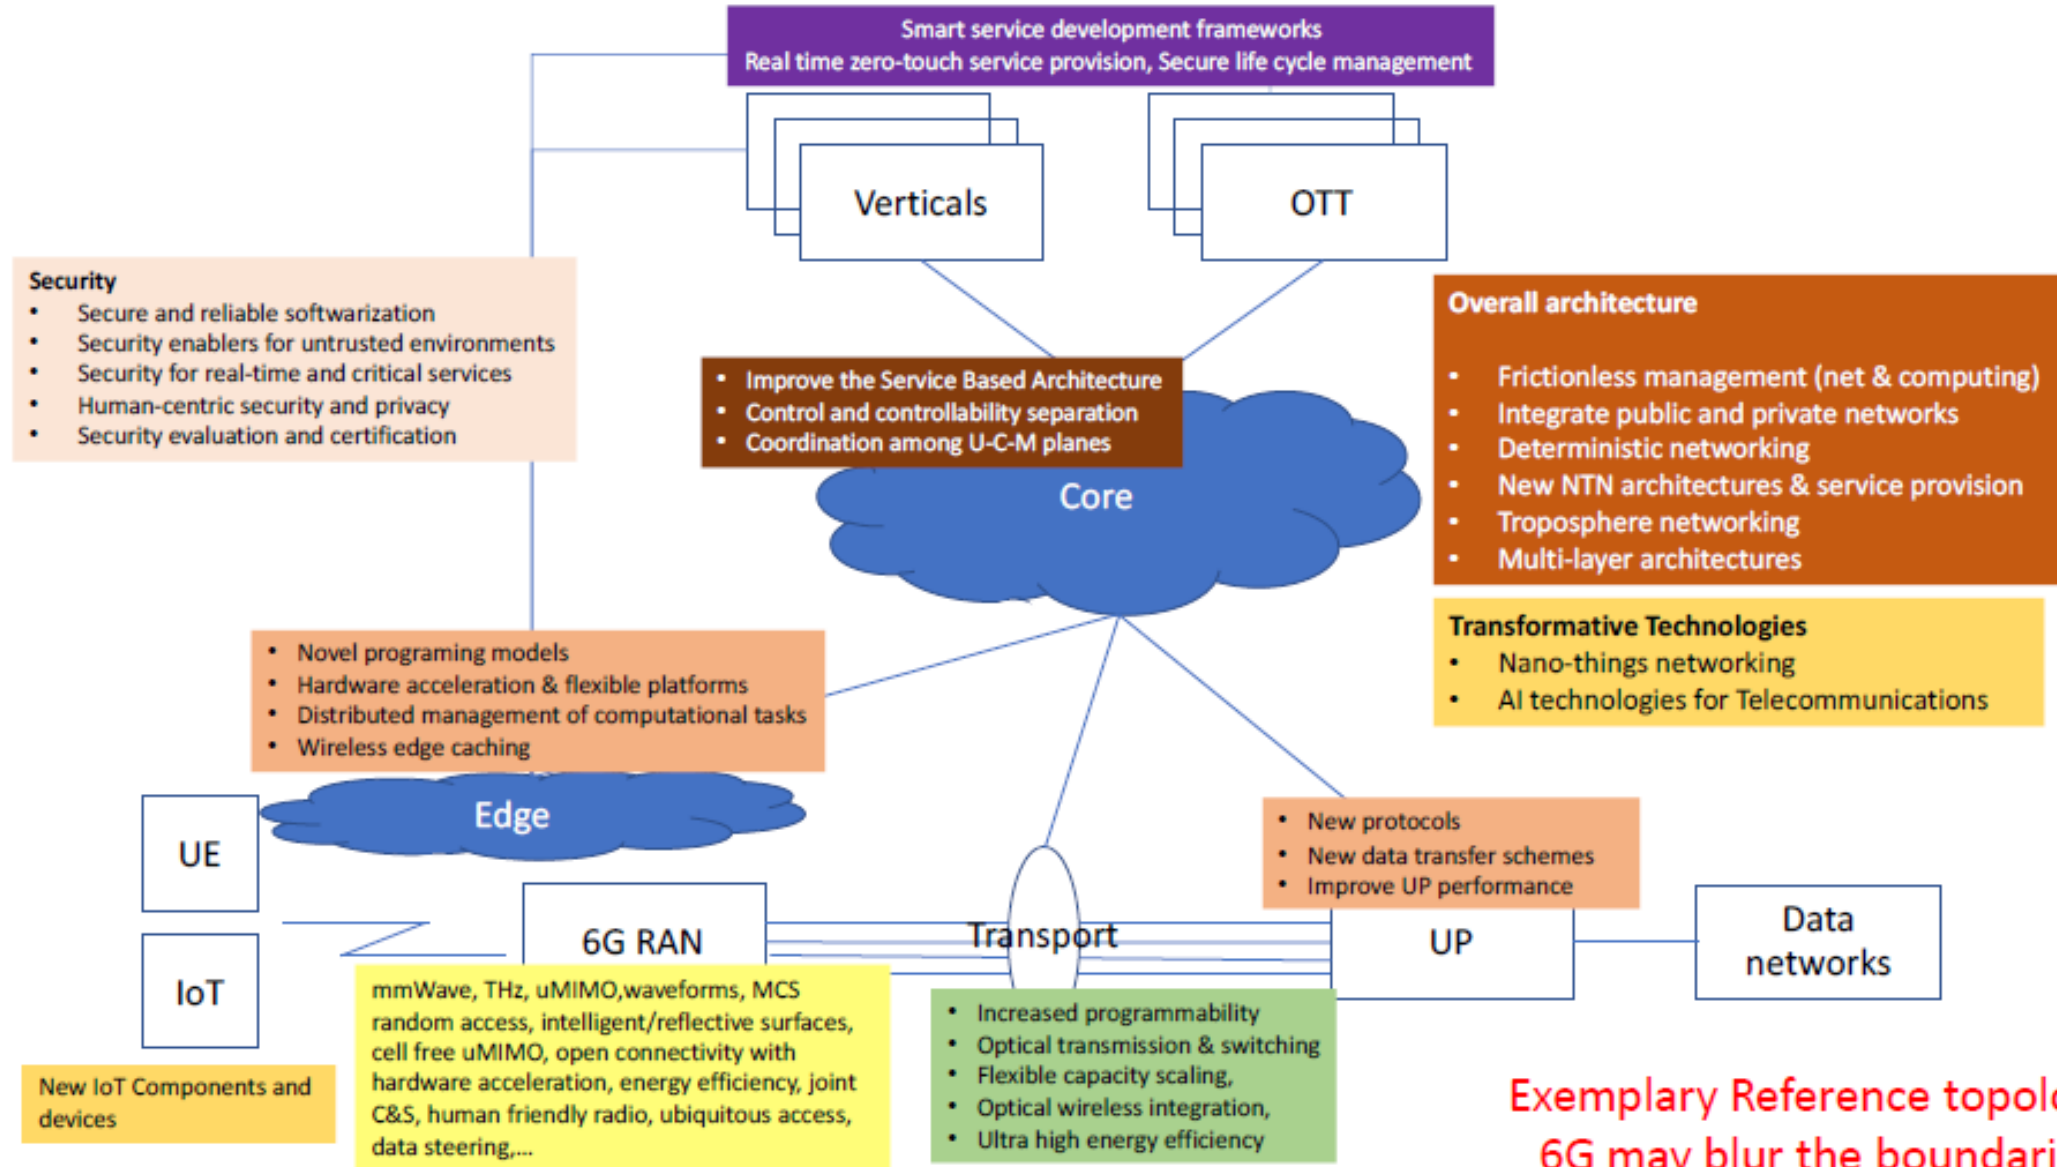 Smart service development frameworks
Real time zero-touch service provision, Secure life cycle management
Verticals
OTT
Security
• Secure and reliable softwarization
• Security enablers for untrusted environments
• Security for real-time and critical services
• Human-centric security and privacy
• Security evaluation and certification
• Improve the Service Based Architecture
• Control and controllability separation
• Coordination among U-C-M planes
Core
Overall architecture
• Frictionless management (net & computing)
• Integrate public and private networks
• Deterministic networking
• New NTN architectures & service provision
• Troposphere networking
• Multi-layer architectures
Transformative Technologies
• Nano-things networking
• AI technologies for Telecommunications
• Novel programing models
• Hardware acceleration & flexible platforms
• Distributed management of computational tasks
• Wireless edge caching
Edge
UE
IoT
New IoT Components and
devices
6G RAN
mmWave, THz, uMIMO,waveforms, MCS
random access, intelligent/reflective surfaces,
cell free uMIMO, open connectivity with
hardware acceleration, energy efficiency, joint
C&S, human friendly radio, ubiquitous access,
data steering,...
Transport
• Increased programmability
• Optical transmission & switching
• Flexible capacity scaling,
• Optical wireless integration,
• Ultra high energy efficiency
• New protocols
• New data transfer schemes
• Improve UP performance
UP
Data
networks
Exemplary Reference
6G may blur the